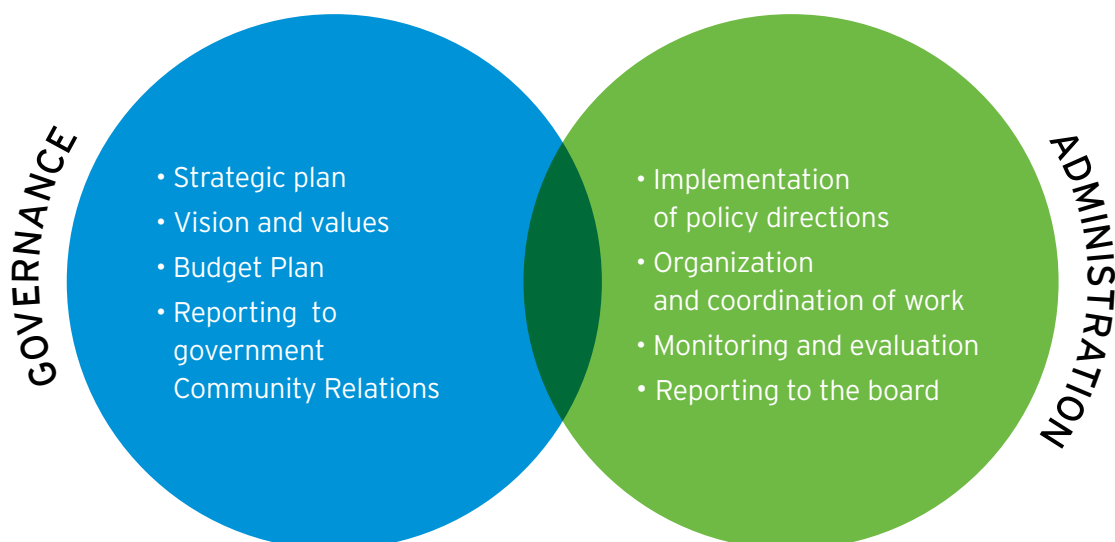 GOVERNANCE
• Strategic plan
• Vision and values
• Budget Plan
• Reporting to
government
Community Relations
ADMINISTRATION
• Implementation
of policy directions
• Organization
and coordination of work
• Monitoring and evaluation
• Reporting to the board